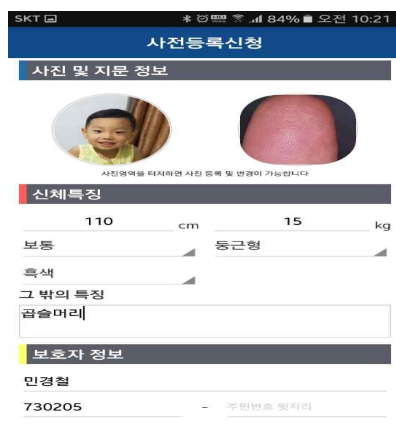 SKT 84% 오전 10:21
사전등록신청
사진 및 지문 정보
사진영역을 터치하면 사진 등록 및 변경이 가능합니다
신체특징
110 cm 15 kg
보통 둥근형
흑색
그 밖의 특징
곱슬머리
보호자 정보
민경철
730205 - 주민번호 뒷자리